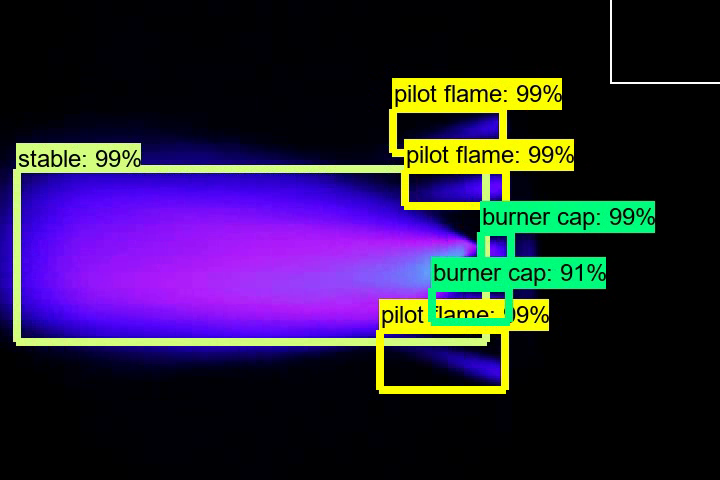 pilot flame: 99%
pilot flame: 99%
stable: 99%
burner cap: 99%
burner cap: 91%
pilot flame: 99%